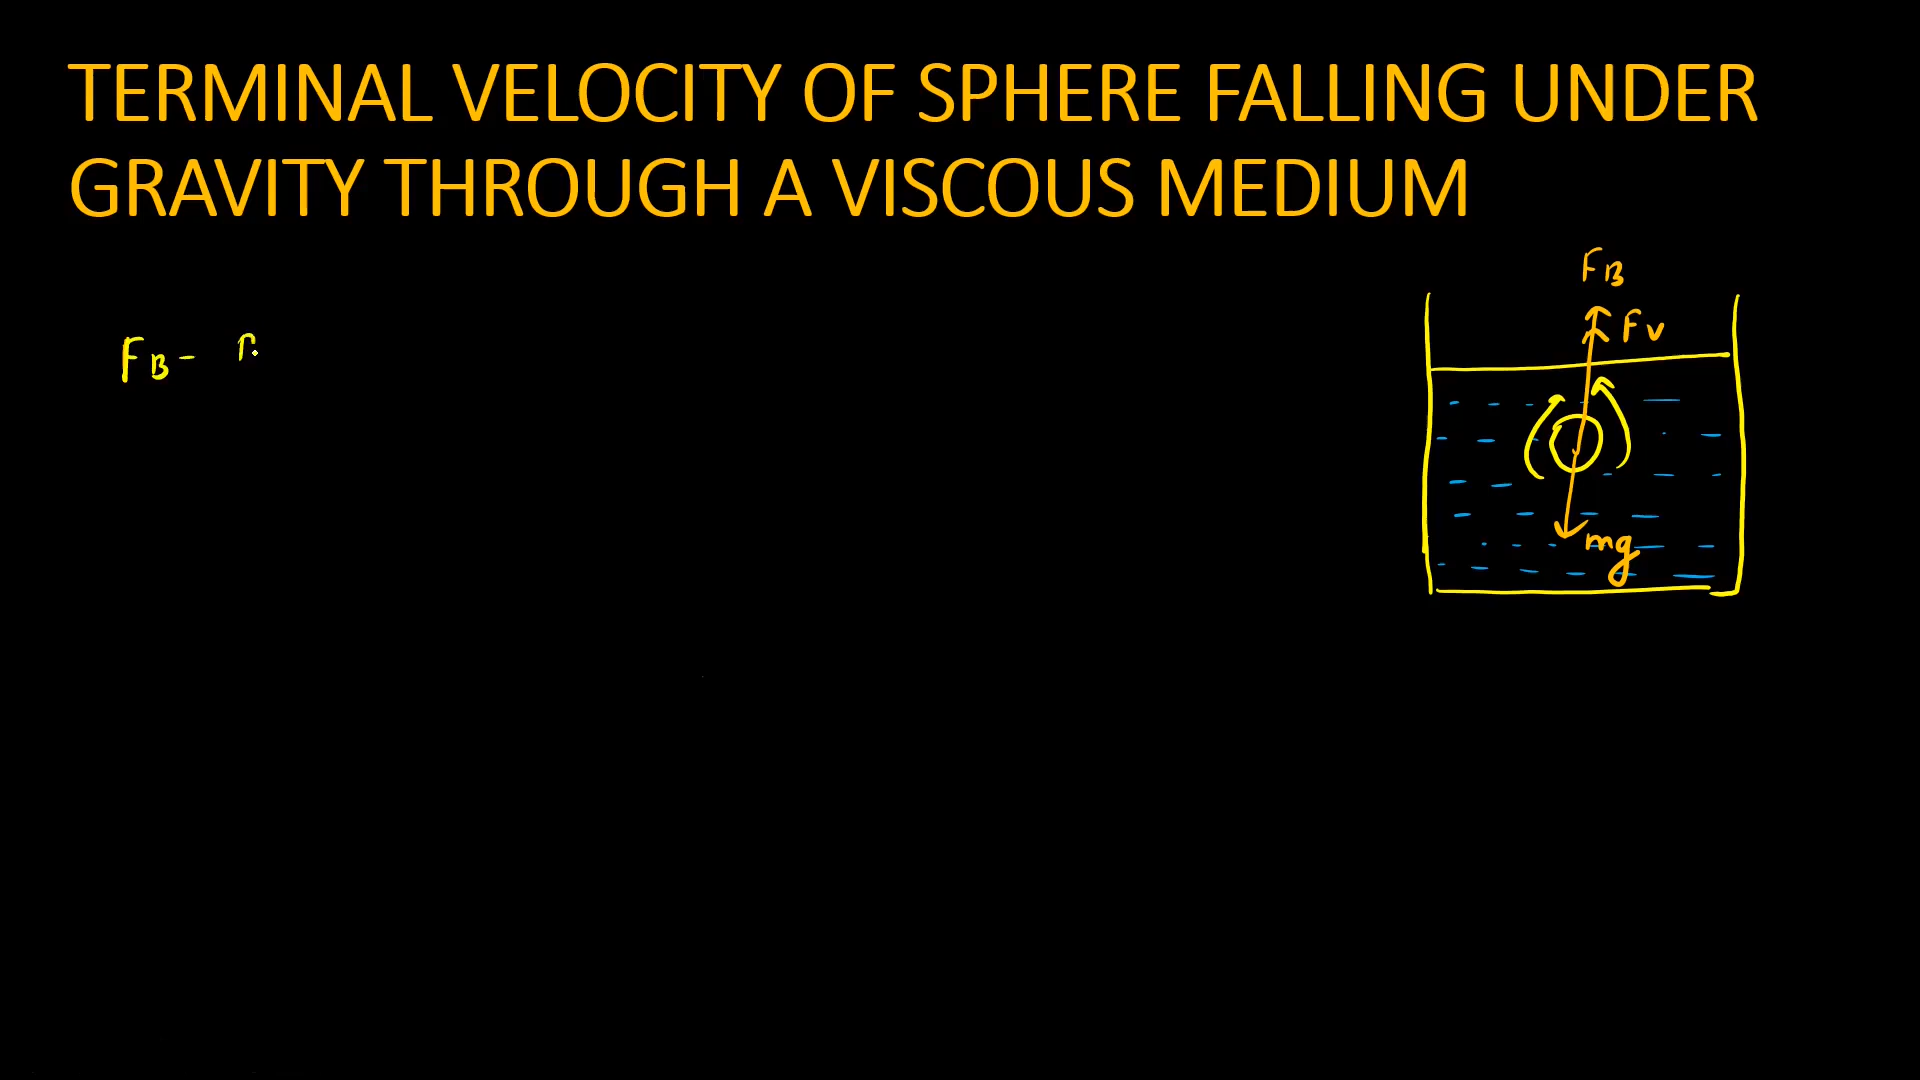 TERMINAL VELOCITY OF SPHERE FALLING UNDER
GRAVITY THROUGH A VISCOUS MEDIUM
FB
Fv
FB -
mg